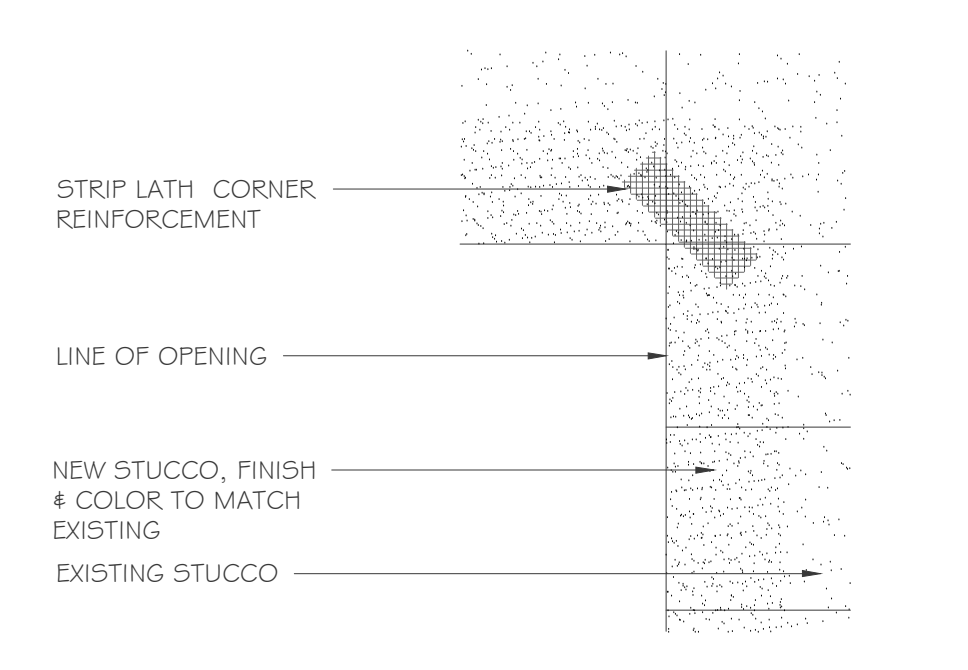 STRIP LATH CORNER
REINFORCEMENT
LINE OF OPENING
NEW STUCCO, FINISH
& COLOR TO MATCH
EXISTING
EXISTING STUCCO